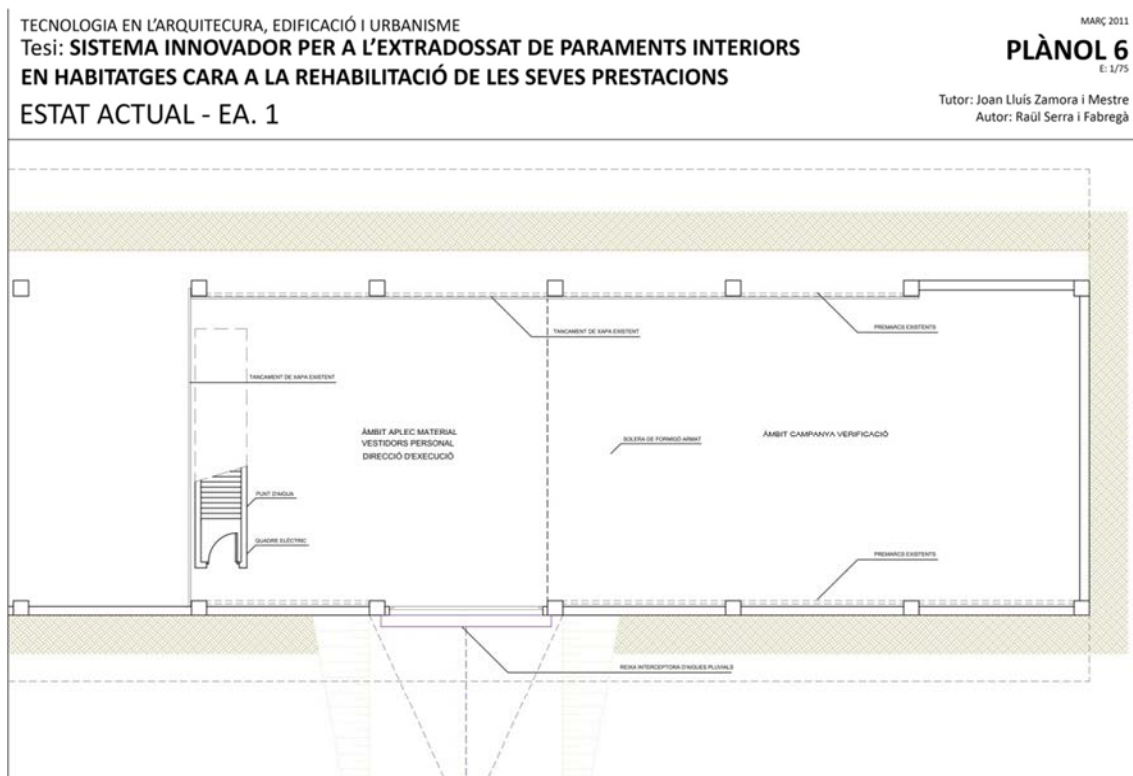 TECNOLOGIA EN L'ARQUITECTURA, EDIFICACIÓ I URBANISME
Tesi: SISTEMA INNOVADOR PER A L'EXTRADOSSAT DE PARAMENTS INTERIORS
EN HABITATGES CARA A LA REHABILITACIÓ DE LES SEVES PRESTACIONS
ESTAT ACTUAL - EA. 1
MARÇ 2011
PLÀNOL 6
E: 1/75
Tutor: Joan Lluís Zamora i Mestre
Autor: Raül Serra i Fabregà
TANCAMENT DE XAPA EXISTENT
PREMARCS EXISTENTS
TANCAMENT DE XAPA EXISTENT
ÀMBIT APLEC MATERIAL
VESTIDORS PERSONAL
DIRECCIÓ D'EXECUCIÓ
SOLERA DE FORMIGÓ ARMAT
ÀMBIT CAMPANYA VERIFICACIÓ
PUNT D'AIGUA
QUADRE ELÈCTRIC
PREMARCS EXISTENTS
REIXA INTERCEPTORA D'AIGUES PLUVIALS